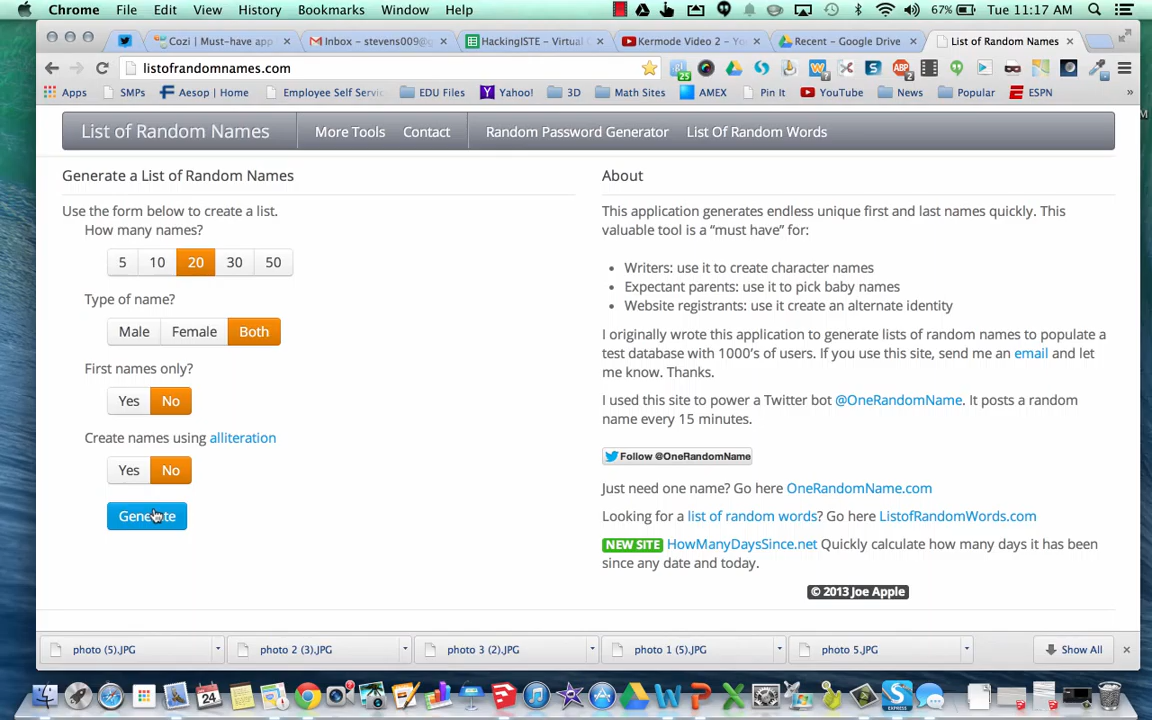 Chrome File Edit View History Bookmarks Window Help 67% Tue 11:17 AM
Cozi | Must-have app Inbox – stevens009@g HackingISTE – Virtual Kermode Video 2 – Yo Recent – Google Drive List of Random Names
listofrandomnames.com
Apps SMPs Aesop | Home Employee Self Servi EDU Files Yahoo! 3D Math Sites AMEX Pin It YouTube News Popular ESPN »
List of Random Names More Tools Contact Random Password Generator List Of Random Words
Generate a List of Random Names
Use the form below to create a list.
How many names?
5 10 20 30 50
Type of name?
Male Female Both
First names only?
Yes No
Create names using alliteration
Yes No
Generate
About
This application generates endless unique first and last names quickly. This
valuable tool is a “must have” for:
• Writers: use it to create character names
• Expectant parents: use it to pick baby names
• Website registrants: use it create an alternate identity
I originally wrote this application to generate lists of random names to populate a
test database with 1000’s of users. If you use this site, send me an email and let
me know. Thanks.
I used this site to power a Twitter bot @OneRandomName. It posts a random
name every 15 minutes.
Follow @OneRandomName
Just need one name? Go here OneRandomName.com
Looking for a list of random words? Go here ListofRandomWords.com
NEW SITE HowManyDaysSince.net Quickly calculate how many days it has been
since any date and today.
© 2013 Joe Apple
photo (5).JPG photo 2 (3).JPG photo 3 (2).JPG photo 1 (5).JPG photo 5.JPG Show All
24 EXPRESS